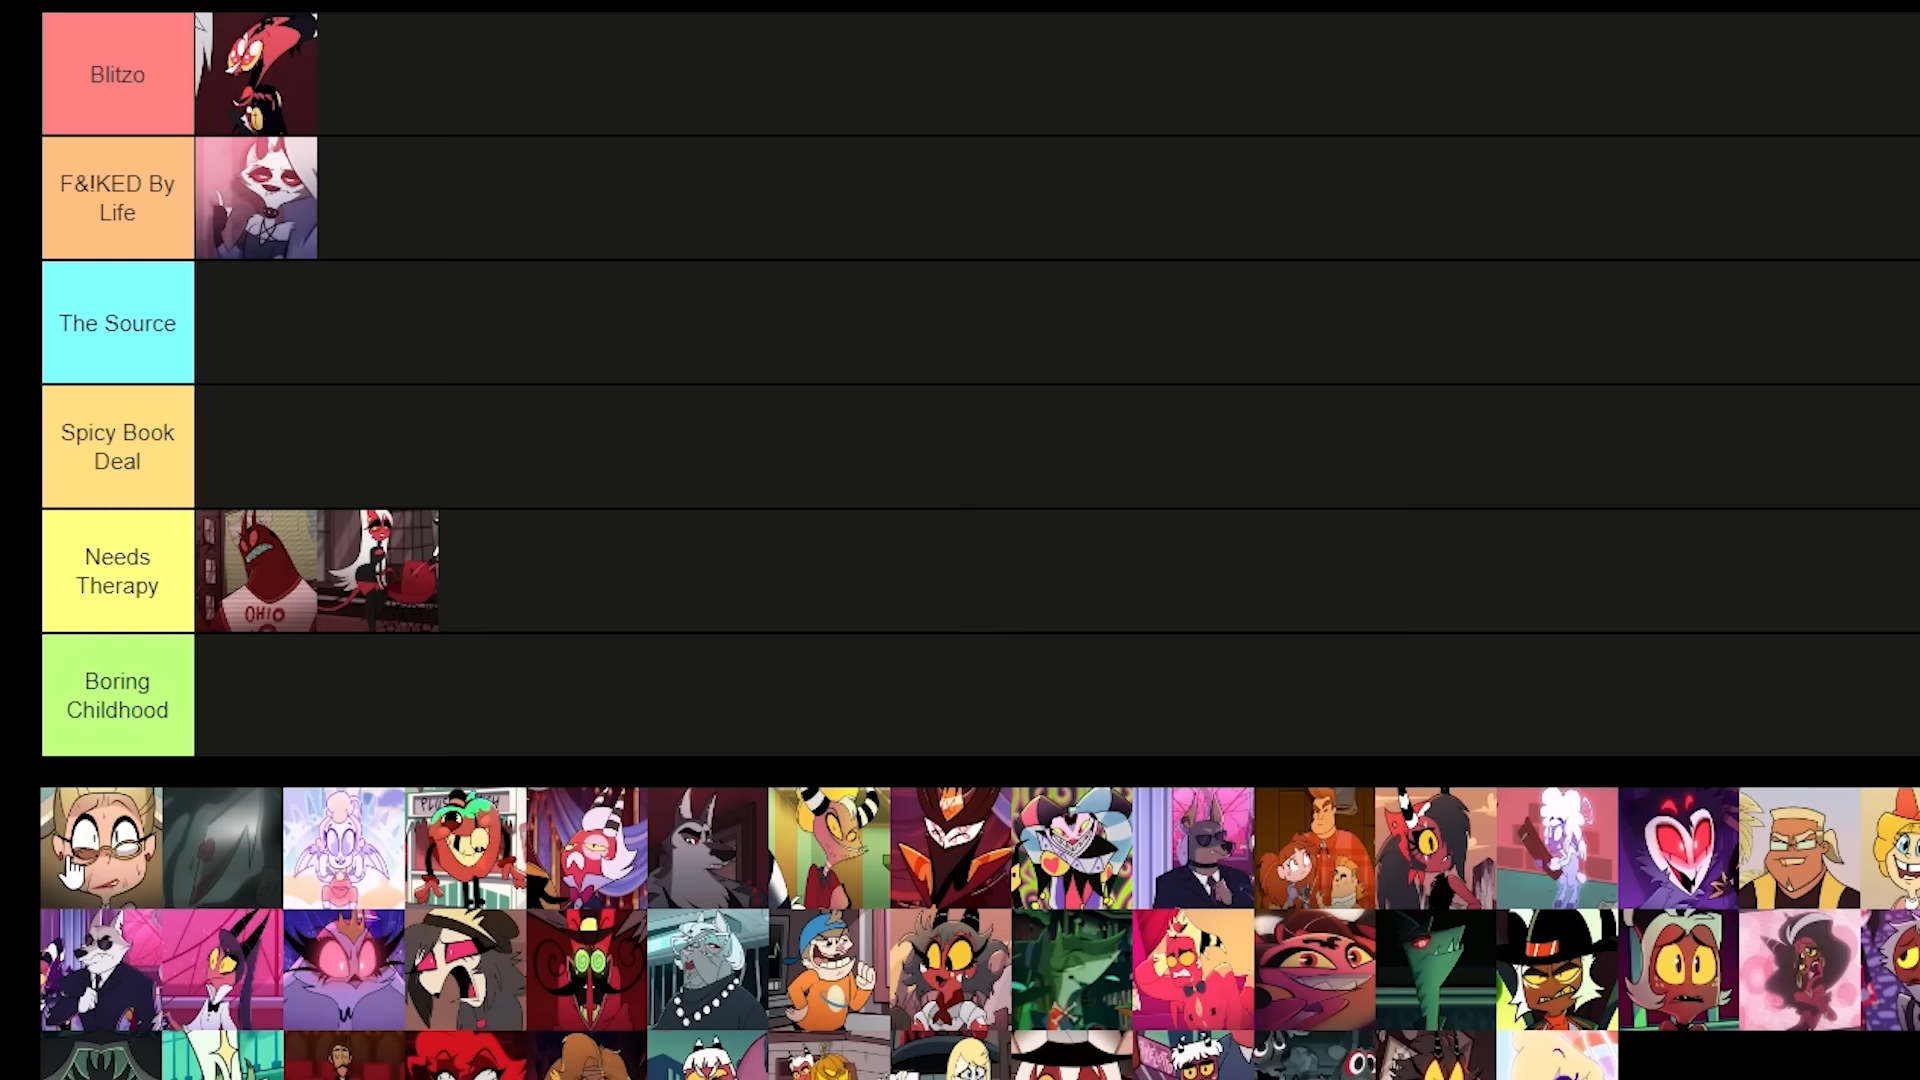 Blitzo
F&!KED By
Life
The Source
Spicy Book
Deal
Needs
Therapy
OHIO
Boring
Childhood